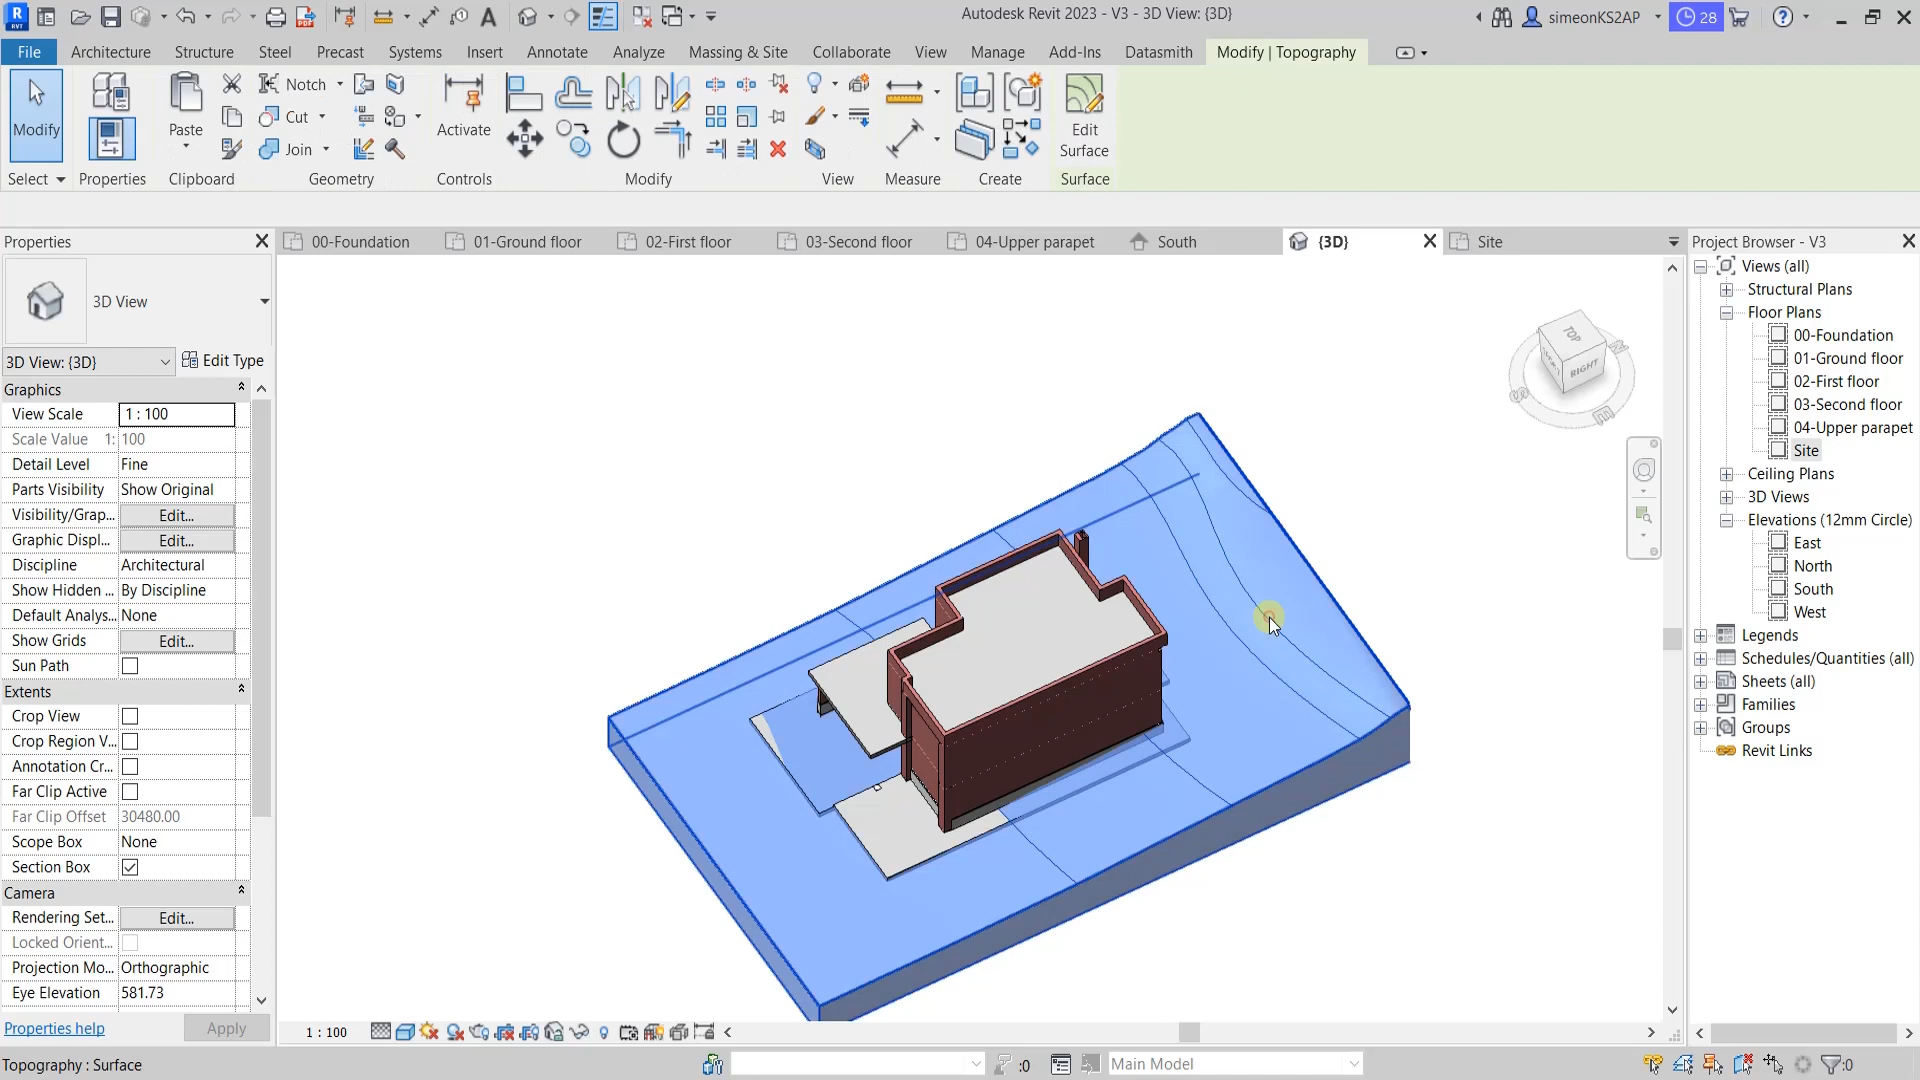 Autodesk Revit 2023 - V3 - 3D View: {3D}
simeonKS2AP
28
File Architecture Structure Steel Precast Systems Insert Annotate Analyze Massing & Site Collaborate View Manage Add-Ins Datasmith Modify | Topography
Modify
Paste
Notch
Cut
Join
Activate
Edit
Surface
Select Properties Clipboard Geometry Controls Modify View Measure Create Surface
Properties
00-Foundation 01-Ground floor 02-First floor 03-Second floor 04-Upper parapet South {3D} Site
Project Browser - V3
3D View
3D View: {3D} Edit Type
Graphics
View Scale 1 : 100
Scale Value 1: 100
Detail Level Fine
Parts Visibility Show Original
Visibility/Grap... Edit...
Graphic Displ... Edit...
Discipline Architectural
Show Hidden ... By Discipline
Default Analys... None
Show Grids Edit...
Sun Path
Extents
Crop View
Crop Region V...
Annotation Cr...
Far Clip Active
Far Clip Offset 30480.00
Scope Box None
Section Box
Camera
Rendering Set... Edit...
Locked Orient...
Projection Mo... Orthographic
Eye Elevation 581.73
Properties help Apply
TOP
RIGHT
Views (all)
Structural Plans
Floor Plans
00-Foundation
01-Ground floor
02-First floor
03-Second floor
04-Upper parapet
Site
Ceiling Plans
3D Views
Elevations (12mm Circle)
East
North
South
West
Legends
Schedules/Quantities (all)
Sheets (all)
Families
Groups
Revit Links
1 : 100
Topography : Surface
:0
Main Model
:0